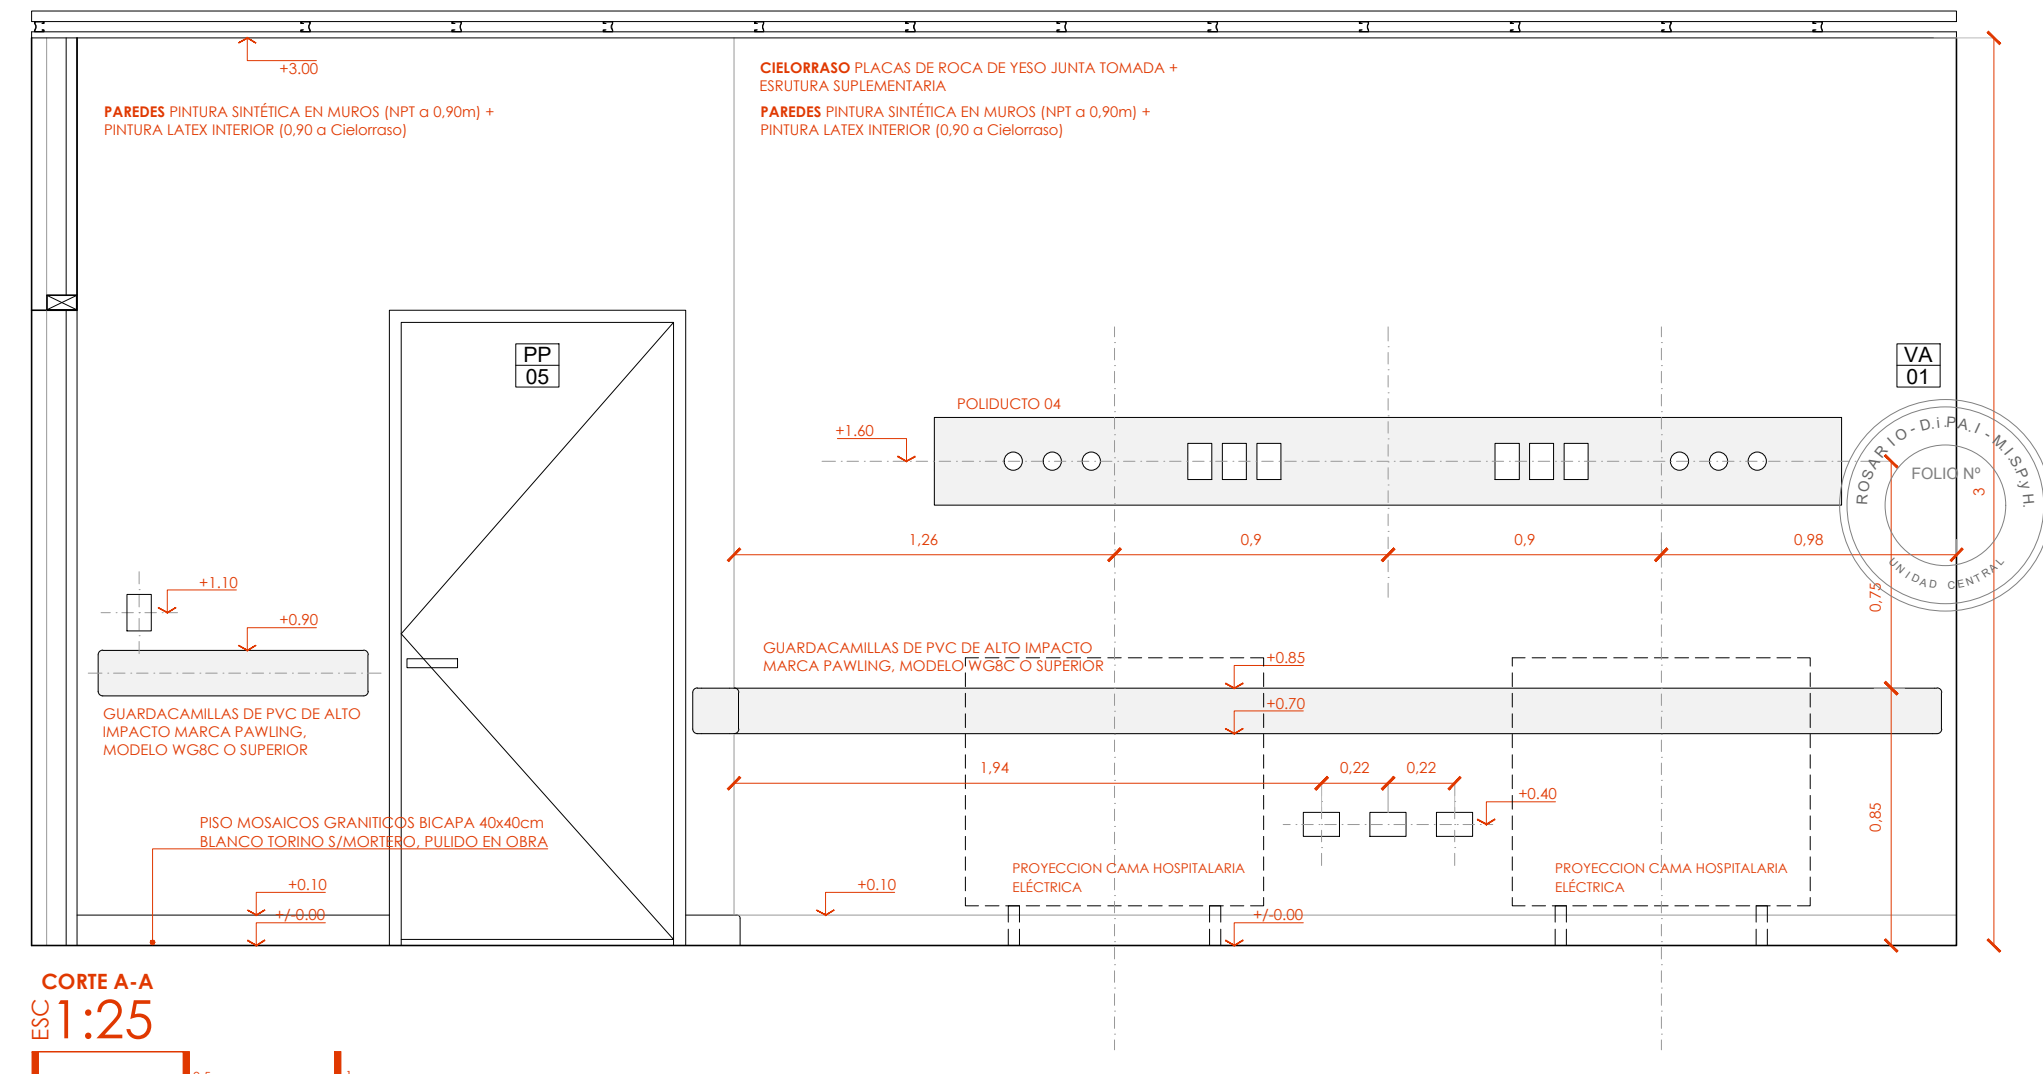 +3.00
CIELORRASO PLACAS DE ROCA DE YESO JUNTA TOMADA +
ESRUTURA SUPLEMENTARIA
PAREDES PINTURA SINTÉTICA EN MUROS (NPT a 0,90m) +
PINTURA LATEX INTERIOR (0,90 a Cielorraso)
PAREDES PINTURA SINTÉTICA EN MUROS (NPT a 0,90m) +
PINTURA LATEX INTERIOR (0,90 a Cielorraso)
PP
05
VA
01
POLIDUCTO 04
+1.60
ROSARIO - D.i.P.A.I - M.I.S.P.y H.
FOLIO Nº
3
UNIDAD CENTRAL
1,26
0,9
0,9
0,98
0,75
+1.10
+0.90
GUARDACAMILLAS DE PVC DE ALTO IMPACTO
MARCA PAWLING, MODELO WG8C O SUPERIOR
+0.85
+0.70
GUARDACAMILLAS DE PVC DE ALTO
IMPACTO MARCA PAWLING,
MODELO WG8C O SUPERIOR
1,94
0,22
0,22
+0.40
0,85
PISO MOSAICOS GRANITICOS BICAPA 40x40cm
BLANCO TORINO S/MORTERO, PULIDO EN OBRA
PROYECCION CAMA HOSPITALARIA
ELÉCTRICA
PROYECCION CAMA HOSPITALARIA
ELÉCTRICA
+0.10
+0.10
+/-0.00
+/-0.00
CORTE A-A
ESC
1:25